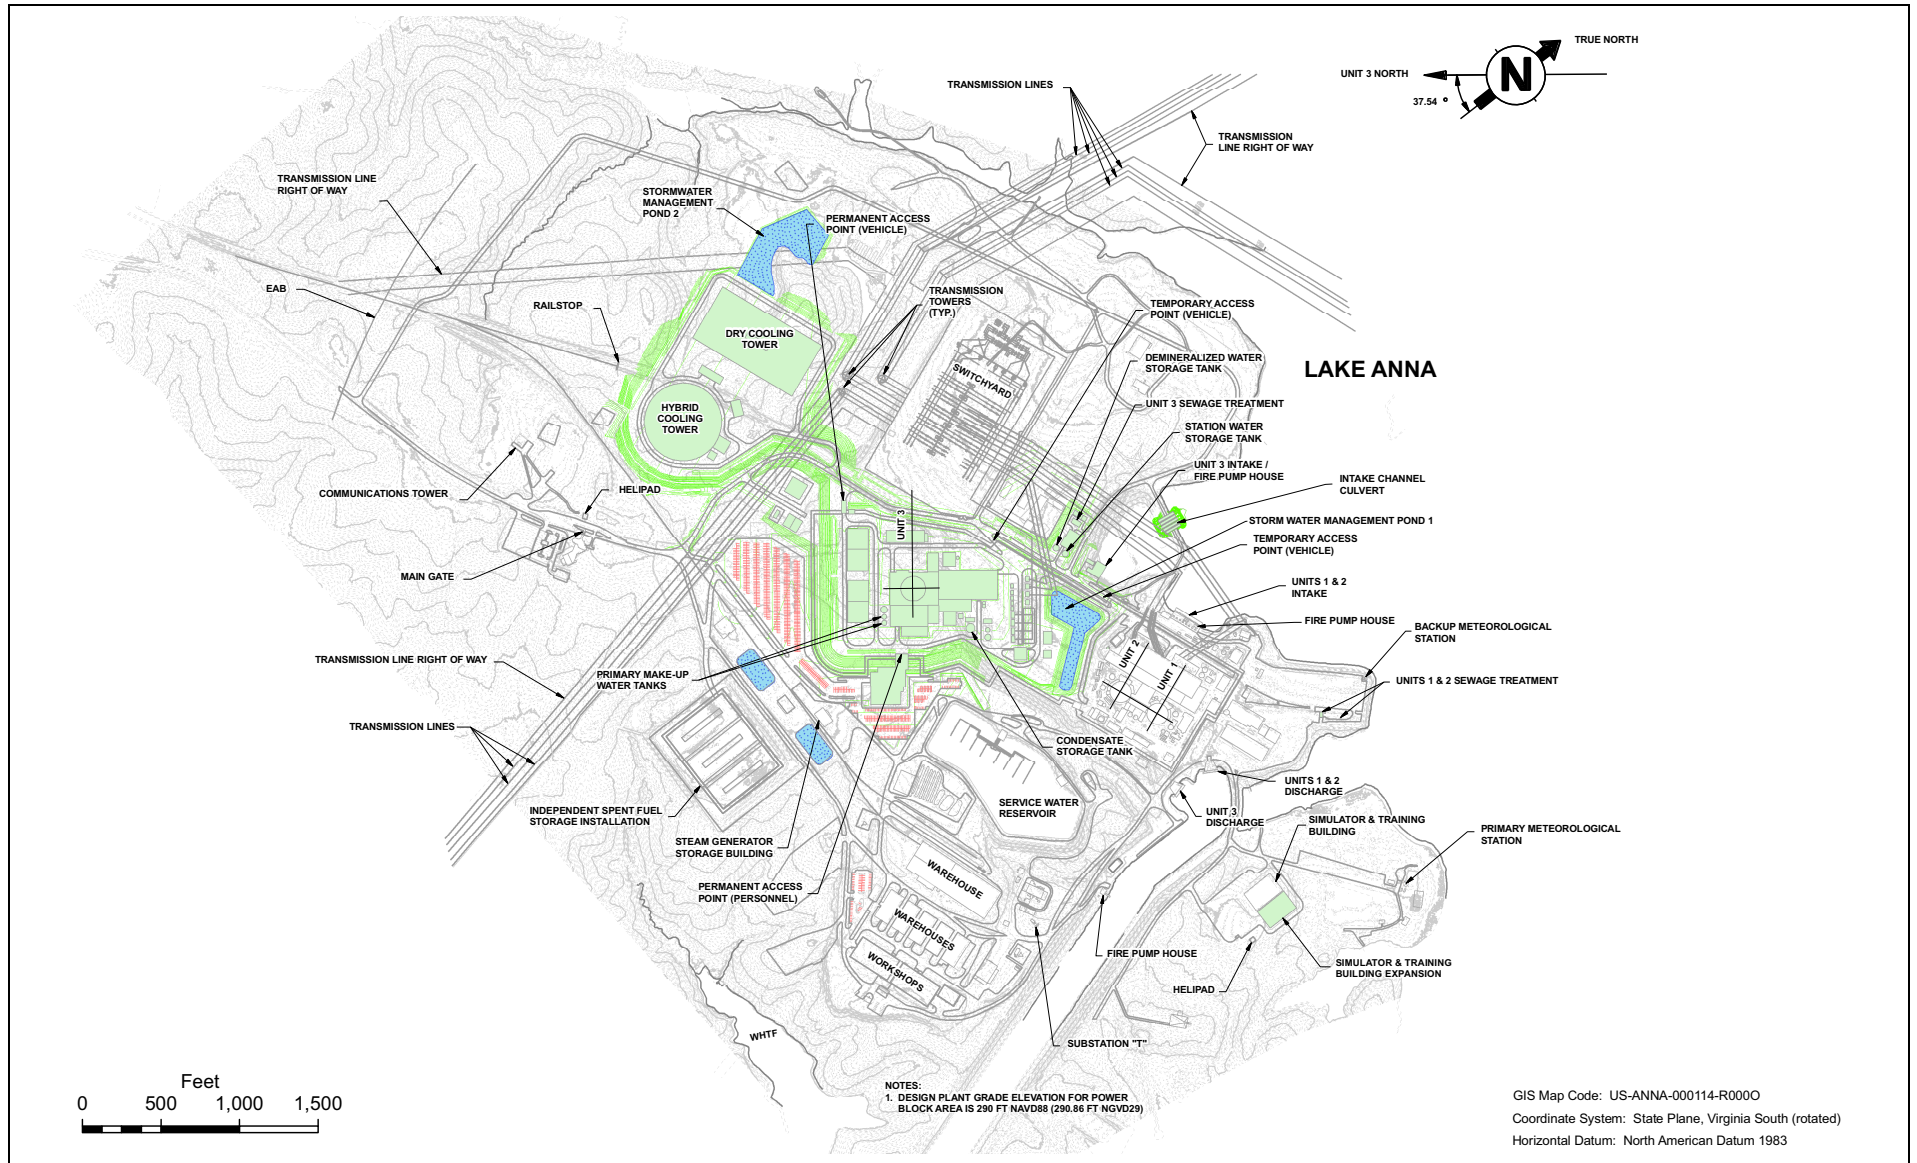 TRUE NORTH
UNIT 3 NORTH
N
37.54 °
TRANSMISSION LINES
TRANSMISSION
LINE RIGHT OF WAY
TRANSMISSION LINE
RIGHT OF WAY
STORMWATER
MANAGEMENT
POND 2
PERMANENT ACCESS
POINT (VEHICLE)
EAB
RAILSTOP
TRANSMISSION
TOWERS
(TYP.)
TEMPORARY ACCESS
POINT (VEHICLE)
DRY COOLING
TOWER
DEMINERALIZED WATER
STORAGE TANK
LAKE ANNA
SWITCHYARD
HYBRID
COOLING
TOWER
UNIT 3 SEWAGE TREATMENT
STATION WATER
STORAGE TANK
UNIT 3 INTAKE /
FIRE PUMP HOUSE
INTAKE CHANNEL
CULVERT
COMMUNICATIONS TOWER
HELIPAD
UNIT 3
STORM WATER MANAGEMENT POND 1
TEMPORARY ACCESS
POINT (VEHICLE)
MAIN GATE
UNITS 1 & 2
INTAKE
FIRE PUMP HOUSE
BACKUP METEOROLOGICAL
STATION
TRANSMISSION LINE RIGHT OF WAY
PRIMARY MAKE-UP
WATER TANKS
UNIT 2
UNIT 1
UNITS 1 & 2 SEWAGE TREATMENT
TRANSMISSION LINES
CONDENSATE
STORAGE TANK
UNITS 1 & 2
DISCHARGE
INDEPENDENT SPENT FUEL
STORAGE INSTALLATION
SERVICE WATER
RESERVOIR
UNIT 3
DISCHARGE
SIMULATOR & TRAINING
BUILDING
PRIMARY METEOROLOGICAL
STATION
STEAM GENERATOR
STORAGE BUILDING
WAREHOUSE
PERMANENT ACCESS
POINT (PERSONNEL)
WAREHOUSES
WORKSHOPS
FIRE PUMP HOUSE
SIMULATOR & TRAINING
BUILDING EXPANSION
HELIPAD
WHTF
SUBSTATION "T"
Feet
0 500 1,000 1,500
NOTES:
1. DESIGN PLANT GRADE ELEVATION FOR POWER
BLOCK AREA IS 290 FT NAVD88 (290.86 FT NGVD29)
GIS Map Code: US-ANNA-000114-R000O
Coordinate System: State Plane, Virginia South (rotated)
Horizontal Datum: North American Datum 1983